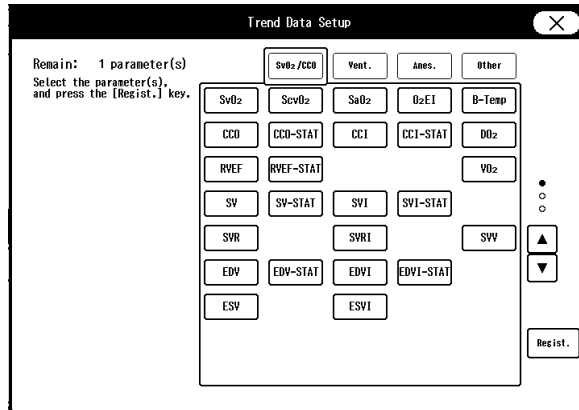 Trend Data Setup
Remain: 1 parameter(s)
Select the parameter(s),
and press the [Regist.] key.
SvO₂/CCO Vent. Anes. Other
SvO₂ ScvO₂ SaO₂ O₂EI B-Temp
CCO CCO-STAT CCI CCI-STAT DO₂
RVEF RVEF-STAT VO₂
SV SV-STAT SVI SVI-STAT
SVR SVRI SVV
EDV EDV-STAT EDVI EDVI-STAT
ESV ESVI
Regist.